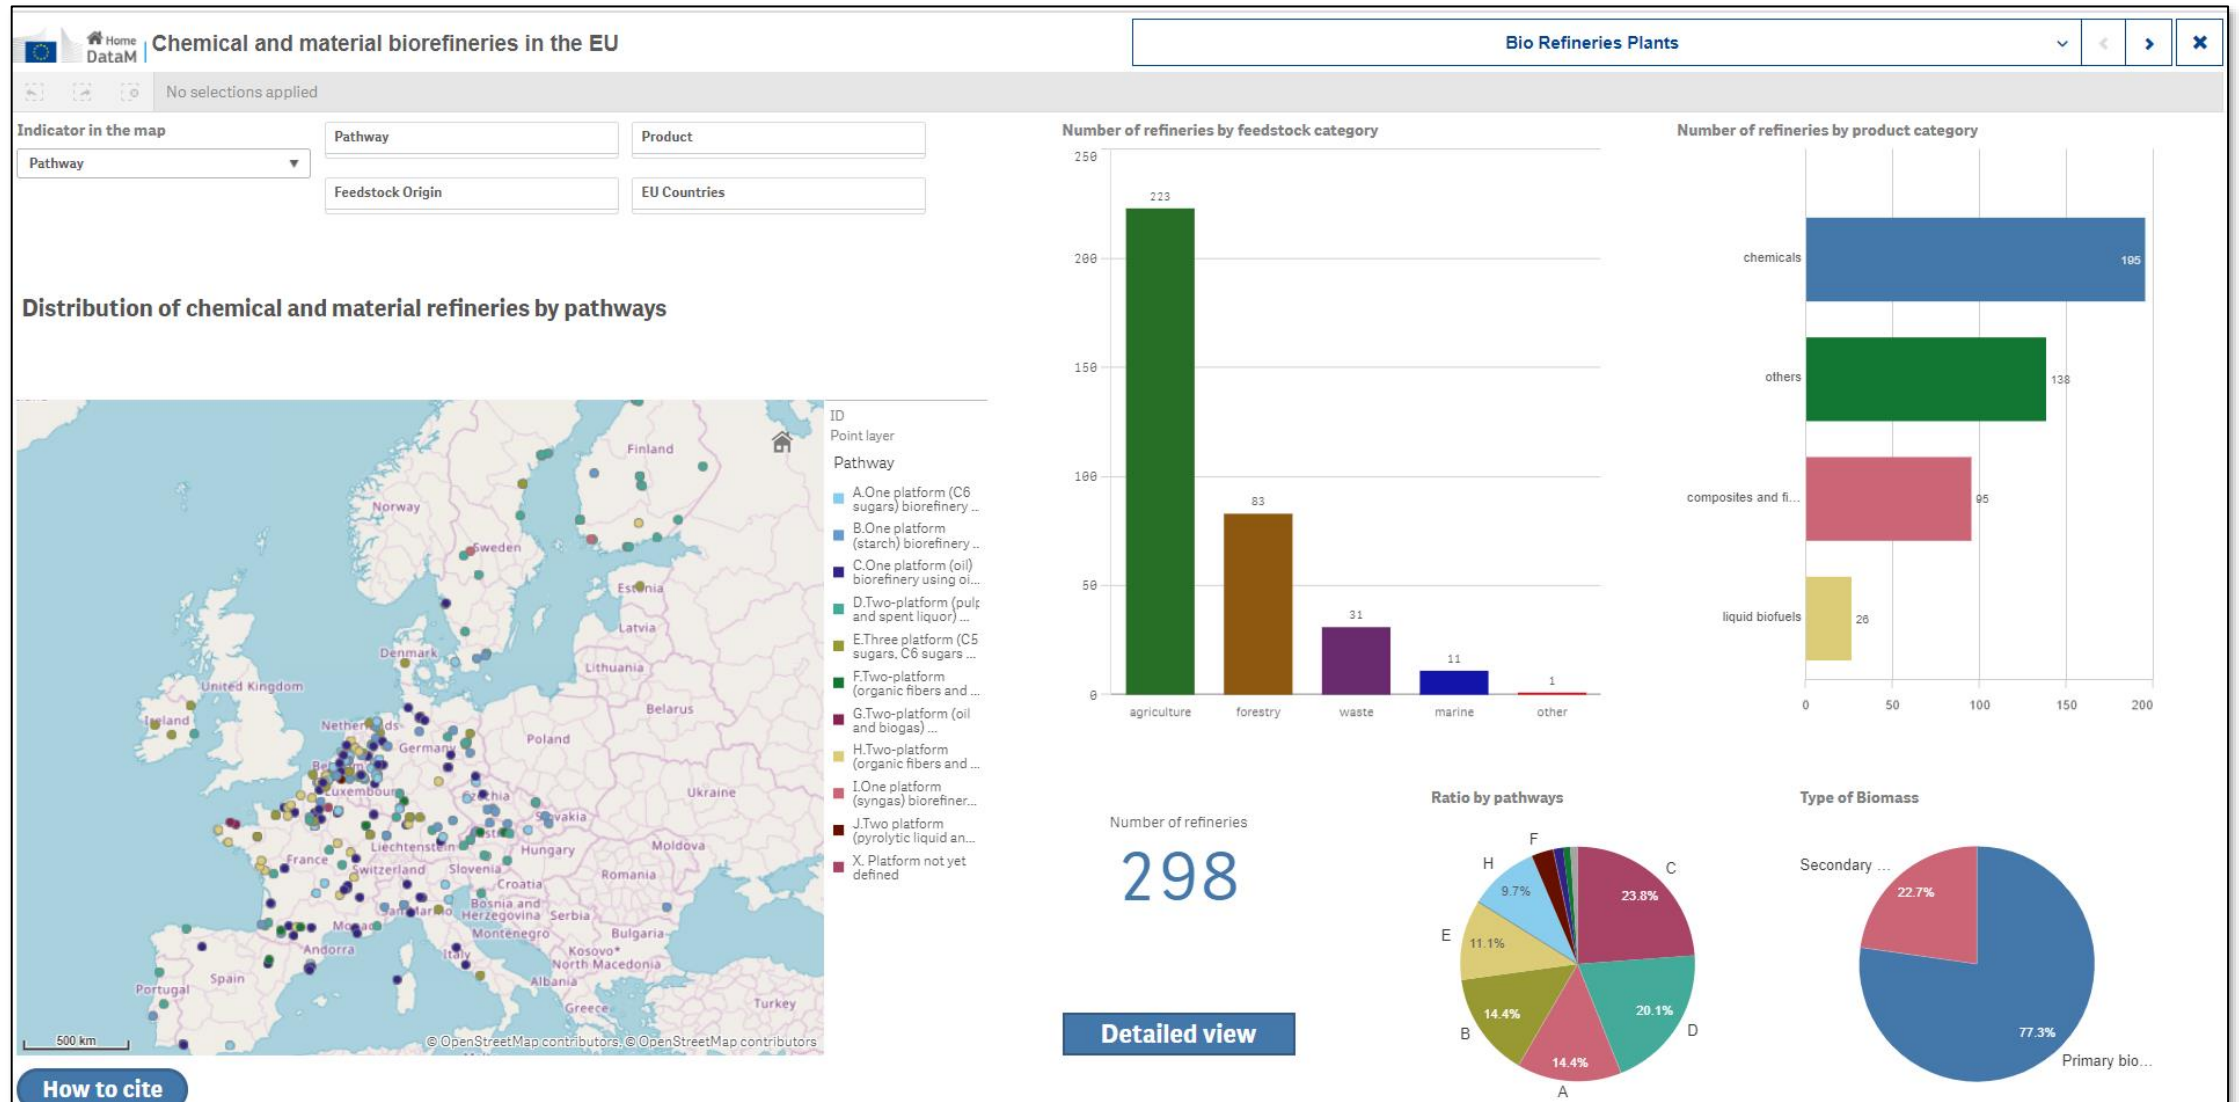 Home
DataM
Chemical and material biorefineries in the EU
Bio Refineries Plants
No selections applied
Indicator in the map
Pathway
Pathway
Product
Feedstock Origin
EU Countries
Distribution of chemical and material refineries by pathways
Finland
Norway
Sweden
Estonia
Latvia
Denmark
Lithuania
United Kingdom
Ireland
Belarus
Netherlands
Germany
Poland
Luxembourg
Czechia
Ukraine
Slovakia
Liechtenstein
Hungary
Moldova
France
Switzerland
Slovenia
Romania
Croatia
San Marino
Bosnia and
Herzegovina
Serbia
Monaco
Montenegro
Bulgaria
Andorra
Italy
Kosovo*
North Macedonia
Spain
Albania
Portugal
Greece
Turkey
500 km
© OpenStreetMap contributors, © OpenStreetMap contributors
ID
Point layer
Pathway
A.One platform (C6
sugars) biorefinery ...
B.One platform
(starch) biorefinery ...
C.One platform (oil)
biorefinery using oi...
D.Two-platform (pulp
and spent liquor) ...
E.Three platform (C5
sugars, C6 sugars ...
F.Two-platform
(organic fibers and ...
G.Two-platform (oil
and biogas) ...
H.Two-platform
(organic fibers and ...
I.One platform
(syngas) biorefiner...
J.Two platform
(pyrolytic liquid an...
X. Platform not yet
defined
How to cite
Number of refineries by feedstock category
250
200
150
100
50
0
223
83
31
11
1
agriculture
forestry
waste
marine
other
Number of refineries by product category
chemicals
195
others
138
composites and fi...
95
liquid biofuels
26
0
50
100
150
200
Number of refineries
298
Detailed view
Ratio by pathways
F
H
C
9.7%
23.8%
E
11.1%
14.4%
20.1%
B
D
14.4%
A
Type of Biomass
Secondary ...
22.7%
77.3%
Primary bio...